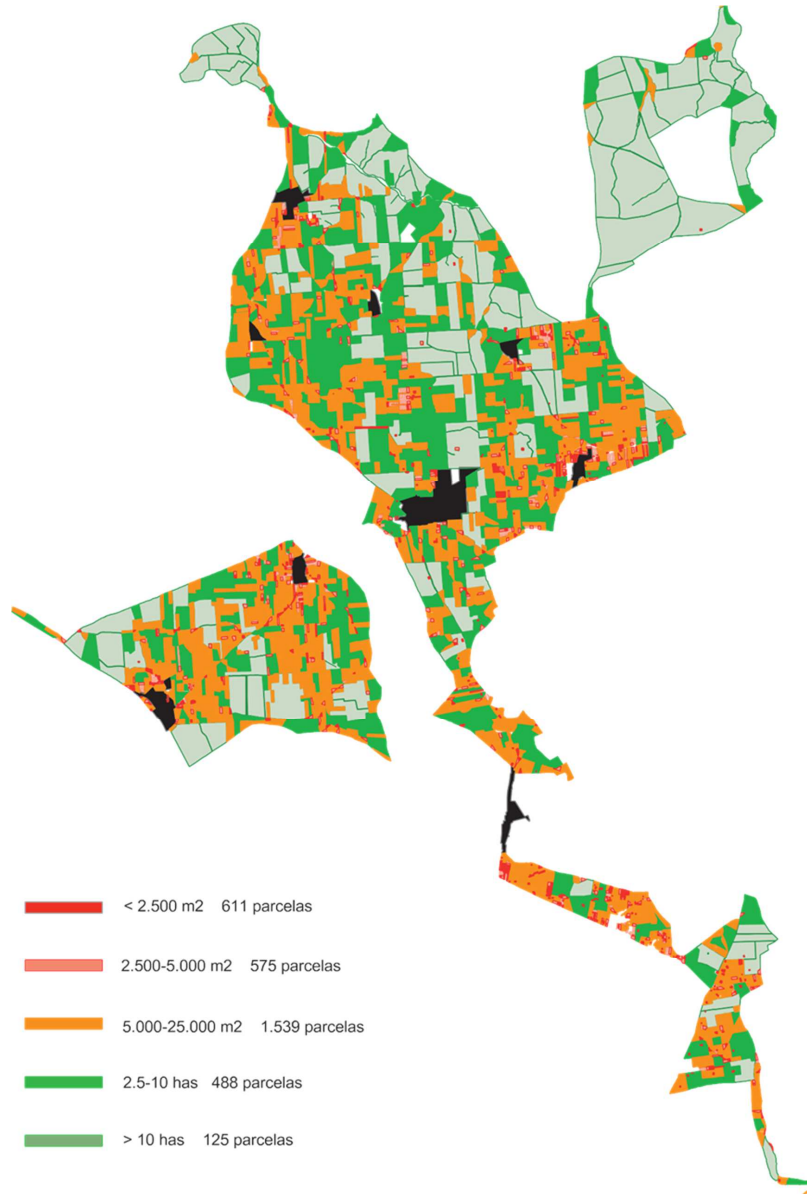 < 2.500 m2 611 parcelas
2.500-5.000 m2 575 parcelas
5.000-25.000 m2 1.539 parcelas
2.5-10 has 488 parcelas
> 10 has 125 parcelas